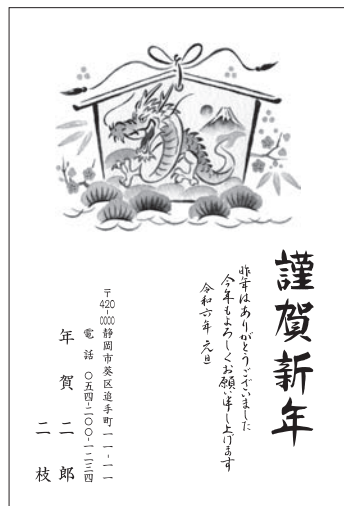 謹賀新年
昨年はありがとうございました
今年もよろしくお願い申し上げます
令和六年 元旦
〒420-0000 静岡市葵区追手町一一-一一
電話 〇五四-二〇〇-一二三四
年賀 二郎
二枝